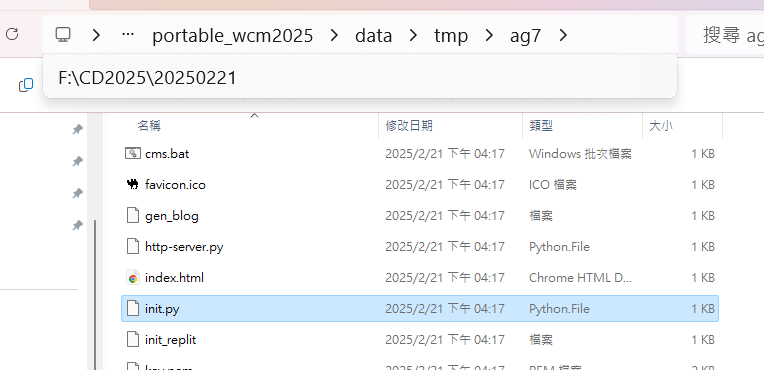 ··· portable_wcm2025 data tmp ag7 搜尋 ag
F:\CD2025\20250221
名稱 修改日期 類型 大小
cms.bat 2025/2/21 下午 04:17 Windows 批次檔案 1 KB
favicon.ico 2025/2/21 下午 04:17 ICO 檔案 1 KB
gen_blog 2025/2/21 下午 04:17 檔案 1 KB
http-server.py 2025/2/21 下午 04:17 Python.File 1 KB
index.html 2025/2/21 下午 04:17 Chrome HTML D... 1 KB
init.py 2025/2/21 下午 04:17 Python.File 1 KB
init_replit 2025/2/21 下午 04:17 檔案 1 KB